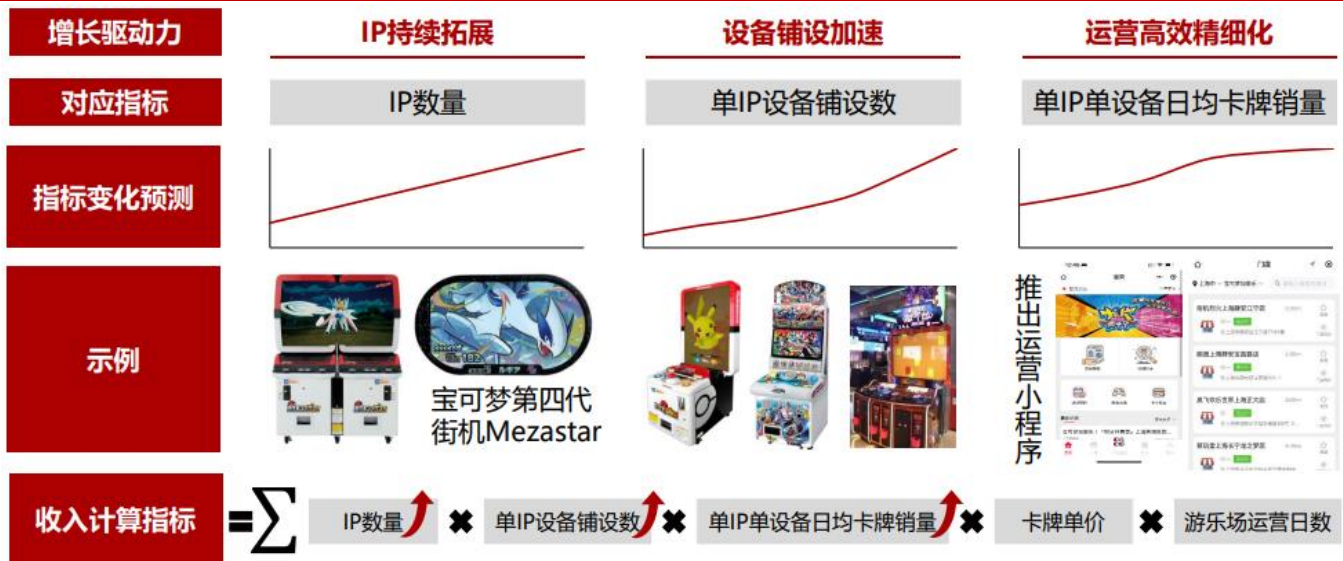 增长驱动力
IP持续拓展
设备铺设加速
运营高效精细化
对应指标
IP数量
单IP设备铺设数
单IP单设备日均卡牌销量
指标变化预测
示例
宝可梦第四代
街机Mezastar
推出运营小程序
收入计算指标
=∑
IP数量
✖
单IP设备铺设数
✖
单IP单设备日均卡牌销量
✖
卡牌单价
✖
游乐场运营日数